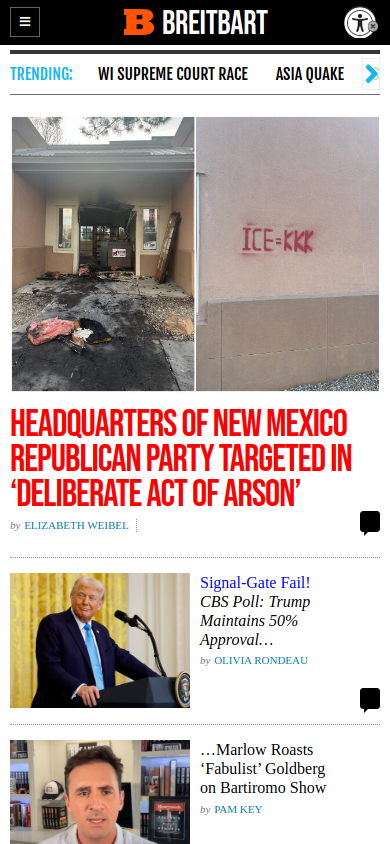 BREITBART
TRENDING:
WI SUPREME COURT RACE
ASIA QUAKE
ICE=KKK
HEADQUARTERS OF NEW MEXICO
REPUBLICAN PARTY TARGETED IN
‘DELIBERATE ACT OF ARSON’
by ELIZABETH WEIBEL
Signal-Gate Fail!
CBS Poll: Trump
Maintains 50%
Approval…
by OLIVIA RONDEAU
…Marlow Roasts
‘Fabulist’ Goldberg
on Bartiromo Show
by PAM KEY